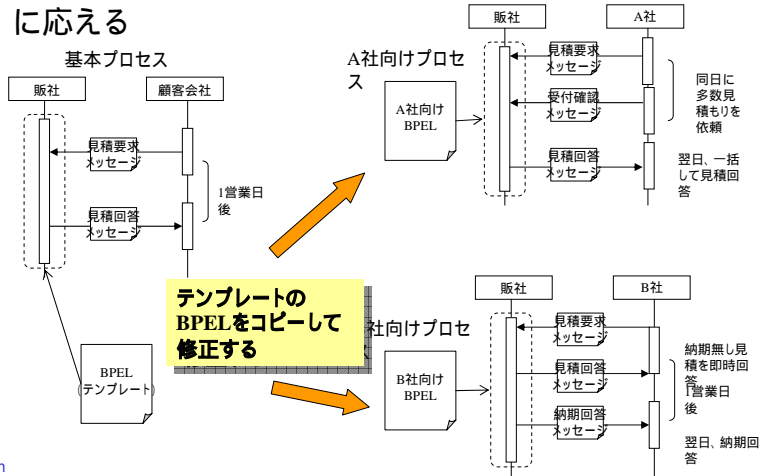 に応える
基本プロセス
販社
顧客会社
見積要求
メッセージ
見積回答
メッセージ
1営業日
後
BPEL
(テンプレート)
テンプレートの
BPELをコピーして
修正する
A社向けプロセ
ス
販社
A社
A社向け
BPEL
見積要求
メッセージ
受付確認
メッセージ
見積回答
メッセージ
同日に
多数見
積もりを
依頼
翌日、一括
して見積回
答
社向けプロセ
販社
B社
B社向け
BPEL
見積要求
メッセージ
見積回答
メッセージ
納期回答
メッセージ
納期無し見
積を即時回
答
1営業日
後
翌日、納期回
答